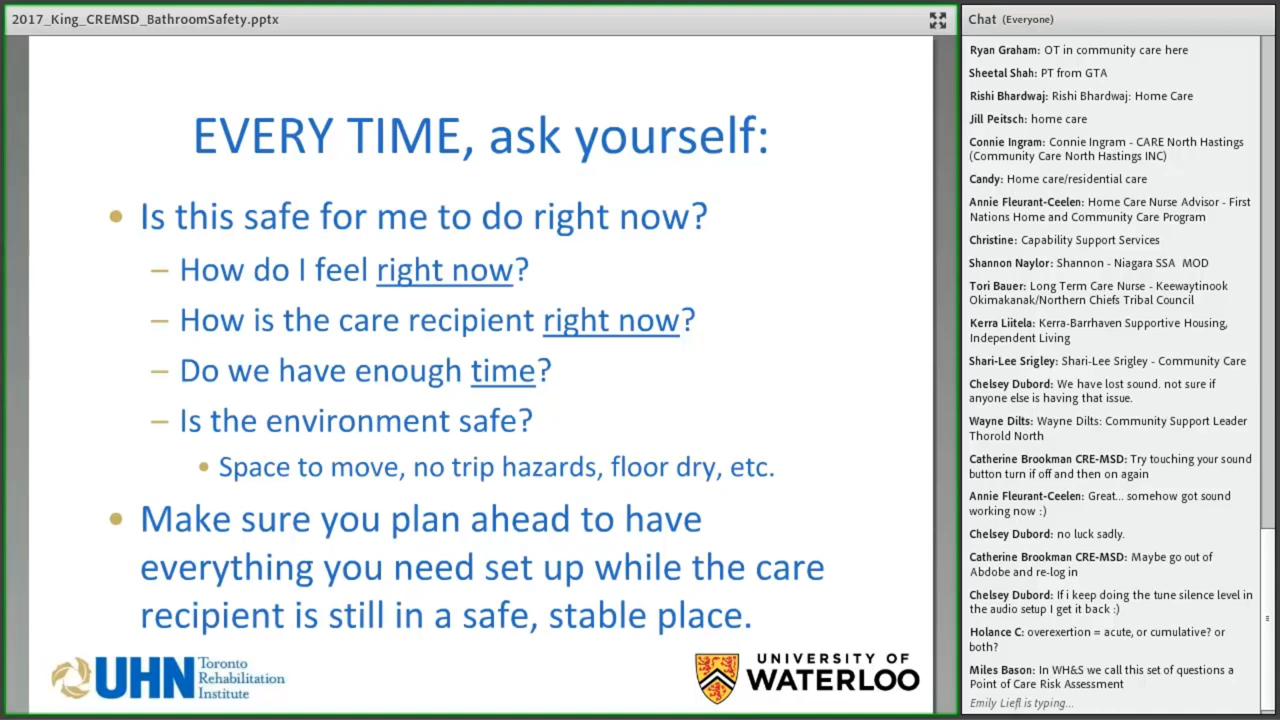 2017_King_CREMSD_BathroomSafety.pptx
EVERY TIME, ask yourself:
• Is this safe for me to do right now?
– How do I feel right now?
– How is the care recipient right now?
– Do we have enough time?
– Is the environment safe?
• Space to move, no trip hazards, floor dry, etc.
• Make sure you plan ahead to have
everything you need set up while the care
recipient is still in a safe, stable place.
UHN
Toronto
Rehabilitation
Institute
UNIVERSITY OF
WATERLOO
Chat (Everyone)
Ryan Graham: OT in community care here
Sheetal Shah: PT from GTA
Rishi Bhardwaj: Rishi Bhardwaj: Home Care
Jill Peitsch: home care
Connie Ingram: Connie Ingram - CARE North Hastings
(Community Care North Hastings INC)
Candy: Home care/residential care
Annie Fleurant-Ceelen: Home Care Nurse Advisor - First
Nations Home and Community Care Program
Christine: Capability Support Services
Shannon Naylor: Shannon - Niagara SSA MOD
Tori Bauer: Long Term Care Nurse - Keewaytinook
Okimakanak/Northern Chiefs Tribal Council
Kerra Liitela: Kerra-Barrhaven Supportive Housing,
Independent Living
Shari-Lee Srigley: Shari-Lee Srigley - Community Care
Chelsey Dubord: We have lost sound. not sure if
anyone else is having that issue.
Wayne Dilts: Wayne Dilts: Community Support Leader
Thorold North
Catherine Brookman CRE-MSD: Try touching your sound
button turn if off and then on again
Annie Fleurant-Ceelen: Great... somehow got sound
working now :)
Chelsey Dubord: no luck sadly.
Catherine Brookman CRE-MSD: Maybe go out of
Abdobe and re-log in
Chelsey Dubord: If i keep doing the tune silence level in
the audio setup I get it back :)
Holance C: overexertion = acute, or cumulative? or
both?
Miles Bason: In WH&S we call this set of questions a
Point of Care Risk Assessment
Emily Liefl is typing...